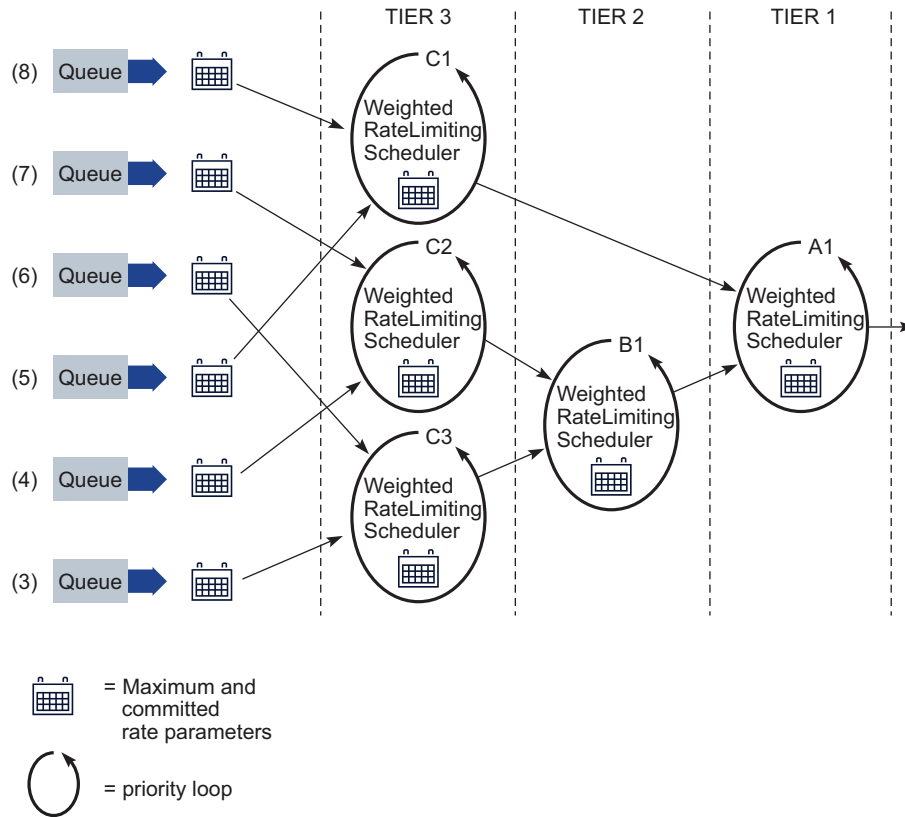 TIER 3
TIER 2
TIER 1
(8)
Queue
C1
Weighted
RateLimiting
Scheduler
(7)
Queue
(6)
Queue
C2
Weighted
RateLimiting
Scheduler
A1
Weighted
RateLimiting
Scheduler
(5)
Queue
B1
Weighted
RateLimiting
Scheduler
(4)
Queue
C3
Weighted
RateLimiting
Scheduler
(3)
Queue
= Maximum and
committed
rate parameters
= priority loop